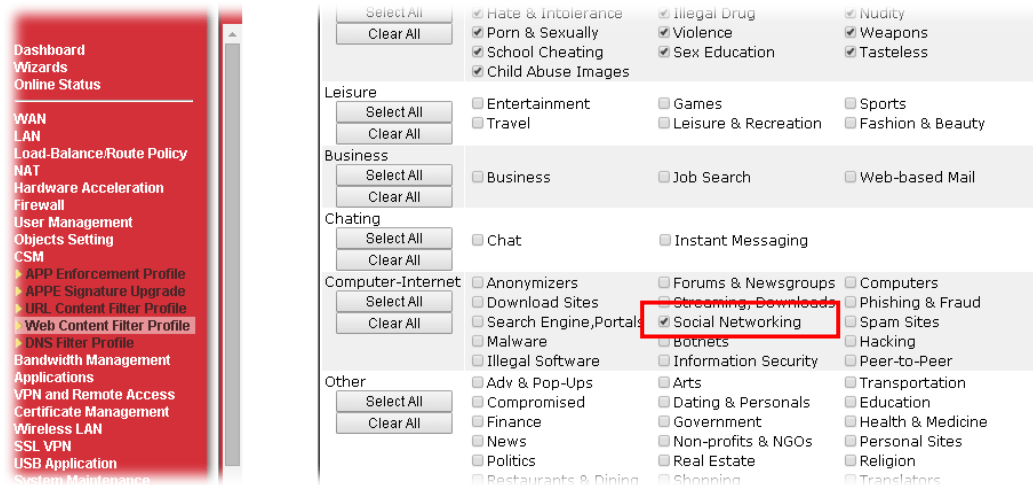 Dashboard
Wizards
Online Status
WAN
LAN
Load-Balance/Route Policy
NAT
Hardware Acceleration
Firewall
User Management
Objects Setting
CSM
APP Enforcement Profile
APPE Signature Upgrade
URL Content Filter Profile
Web Content Filter Profile
DNS Filter Profile
Bandwidth Management
Applications
VPN and Remote Access
Certificate Management
Wireless LAN
SSL VPN
USB Application
System Maintenance
Select All Hate & Intolerance Illegal Drug Nudity
Clear All Porn & Sexually Violence Weapons
School Cheating Sex Education Tasteless
Child Abuse Images
Leisure
Select All Entertainment Games Sports
Clear All Travel Leisure & Recreation Fashion & Beauty
Business
Select All Business Job Search Web-based Mail
Clear All
Chating
Select All Chat Instant Messaging
Clear All
Computer-Internet Anonymizers Forums & Newsgroups Computers
Select All Download Sites Streaming, Downloads Phishing & Fraud
Clear All Search Engine,Portals Social Networking Spam Sites
Malware Botnets Hacking
Illegal Software Information Security Peer-to-Peer
Other Adv & Pop-Ups Arts Transportation
Select All Compromised Dating & Personals Education
Clear All Finance Government Health & Medicine
News Non-profits & NGOs Personal Sites
Politics Real Estate Religion
Restaurants & Dining Shopping Translators